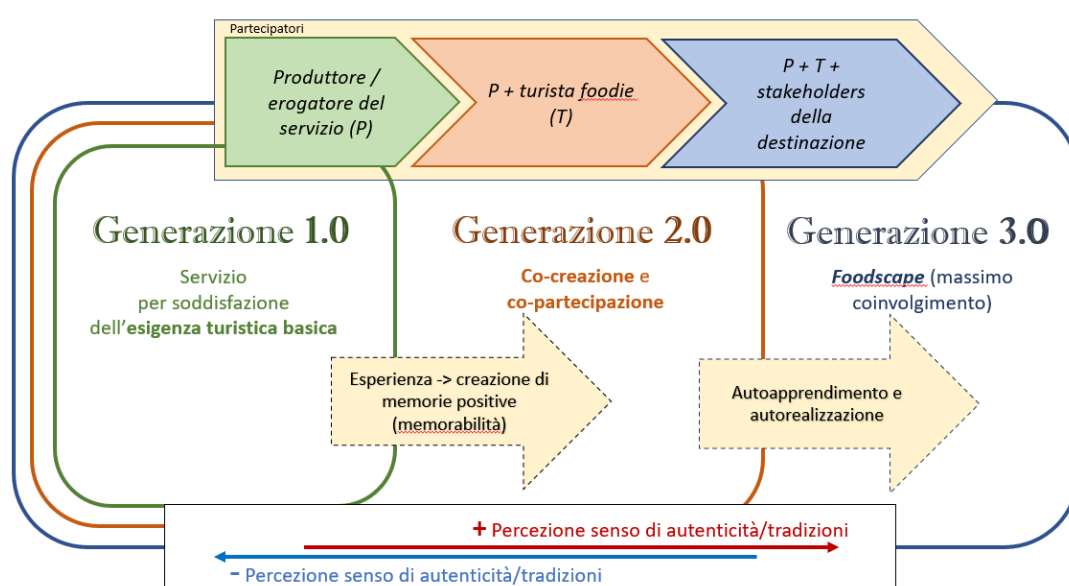 Partecipatori
Produttore /
erogatore del
servizio (P)
P + turista foodie
(T)
P + T +
stakeholders
della
destinazione
Generazione 1.0
Servizio
per soddisfazione
dell'esigenza turistica basica
Generazione 2.0
Co-creazione e
co-partecipazione
Generazione 3.0
Foodscape (massimo
coinvolgimento)
Esperienza -> creazione di
memorie positive
(memorabilità)
Autoapprendimento e
autorealizzazione
+ Percezione senso di autenticità/tradizioni
- Percezione senso di autenticità/tradizioni